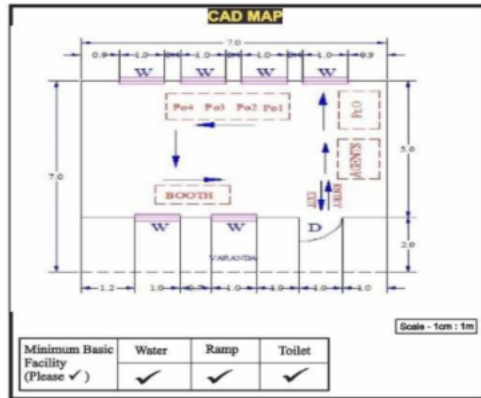 CAD MAP
7.0
0.9 1.0 1.0 1.0 1.0 0.9
W W W W
Po4 Po3 Po2 Po1
P.O
AGENTS
7.0
5.0
BOOTH
EXIT
ENTRY
W W D
VARANDA
2.0
1.2 1.0 0.7 1.0 1.0 1.0 1.0
Scale - 1cm : 1m
Minimum Basic Water Ramp Toilet
Facility
(Please ✓ ) ✓ ✓ ✓